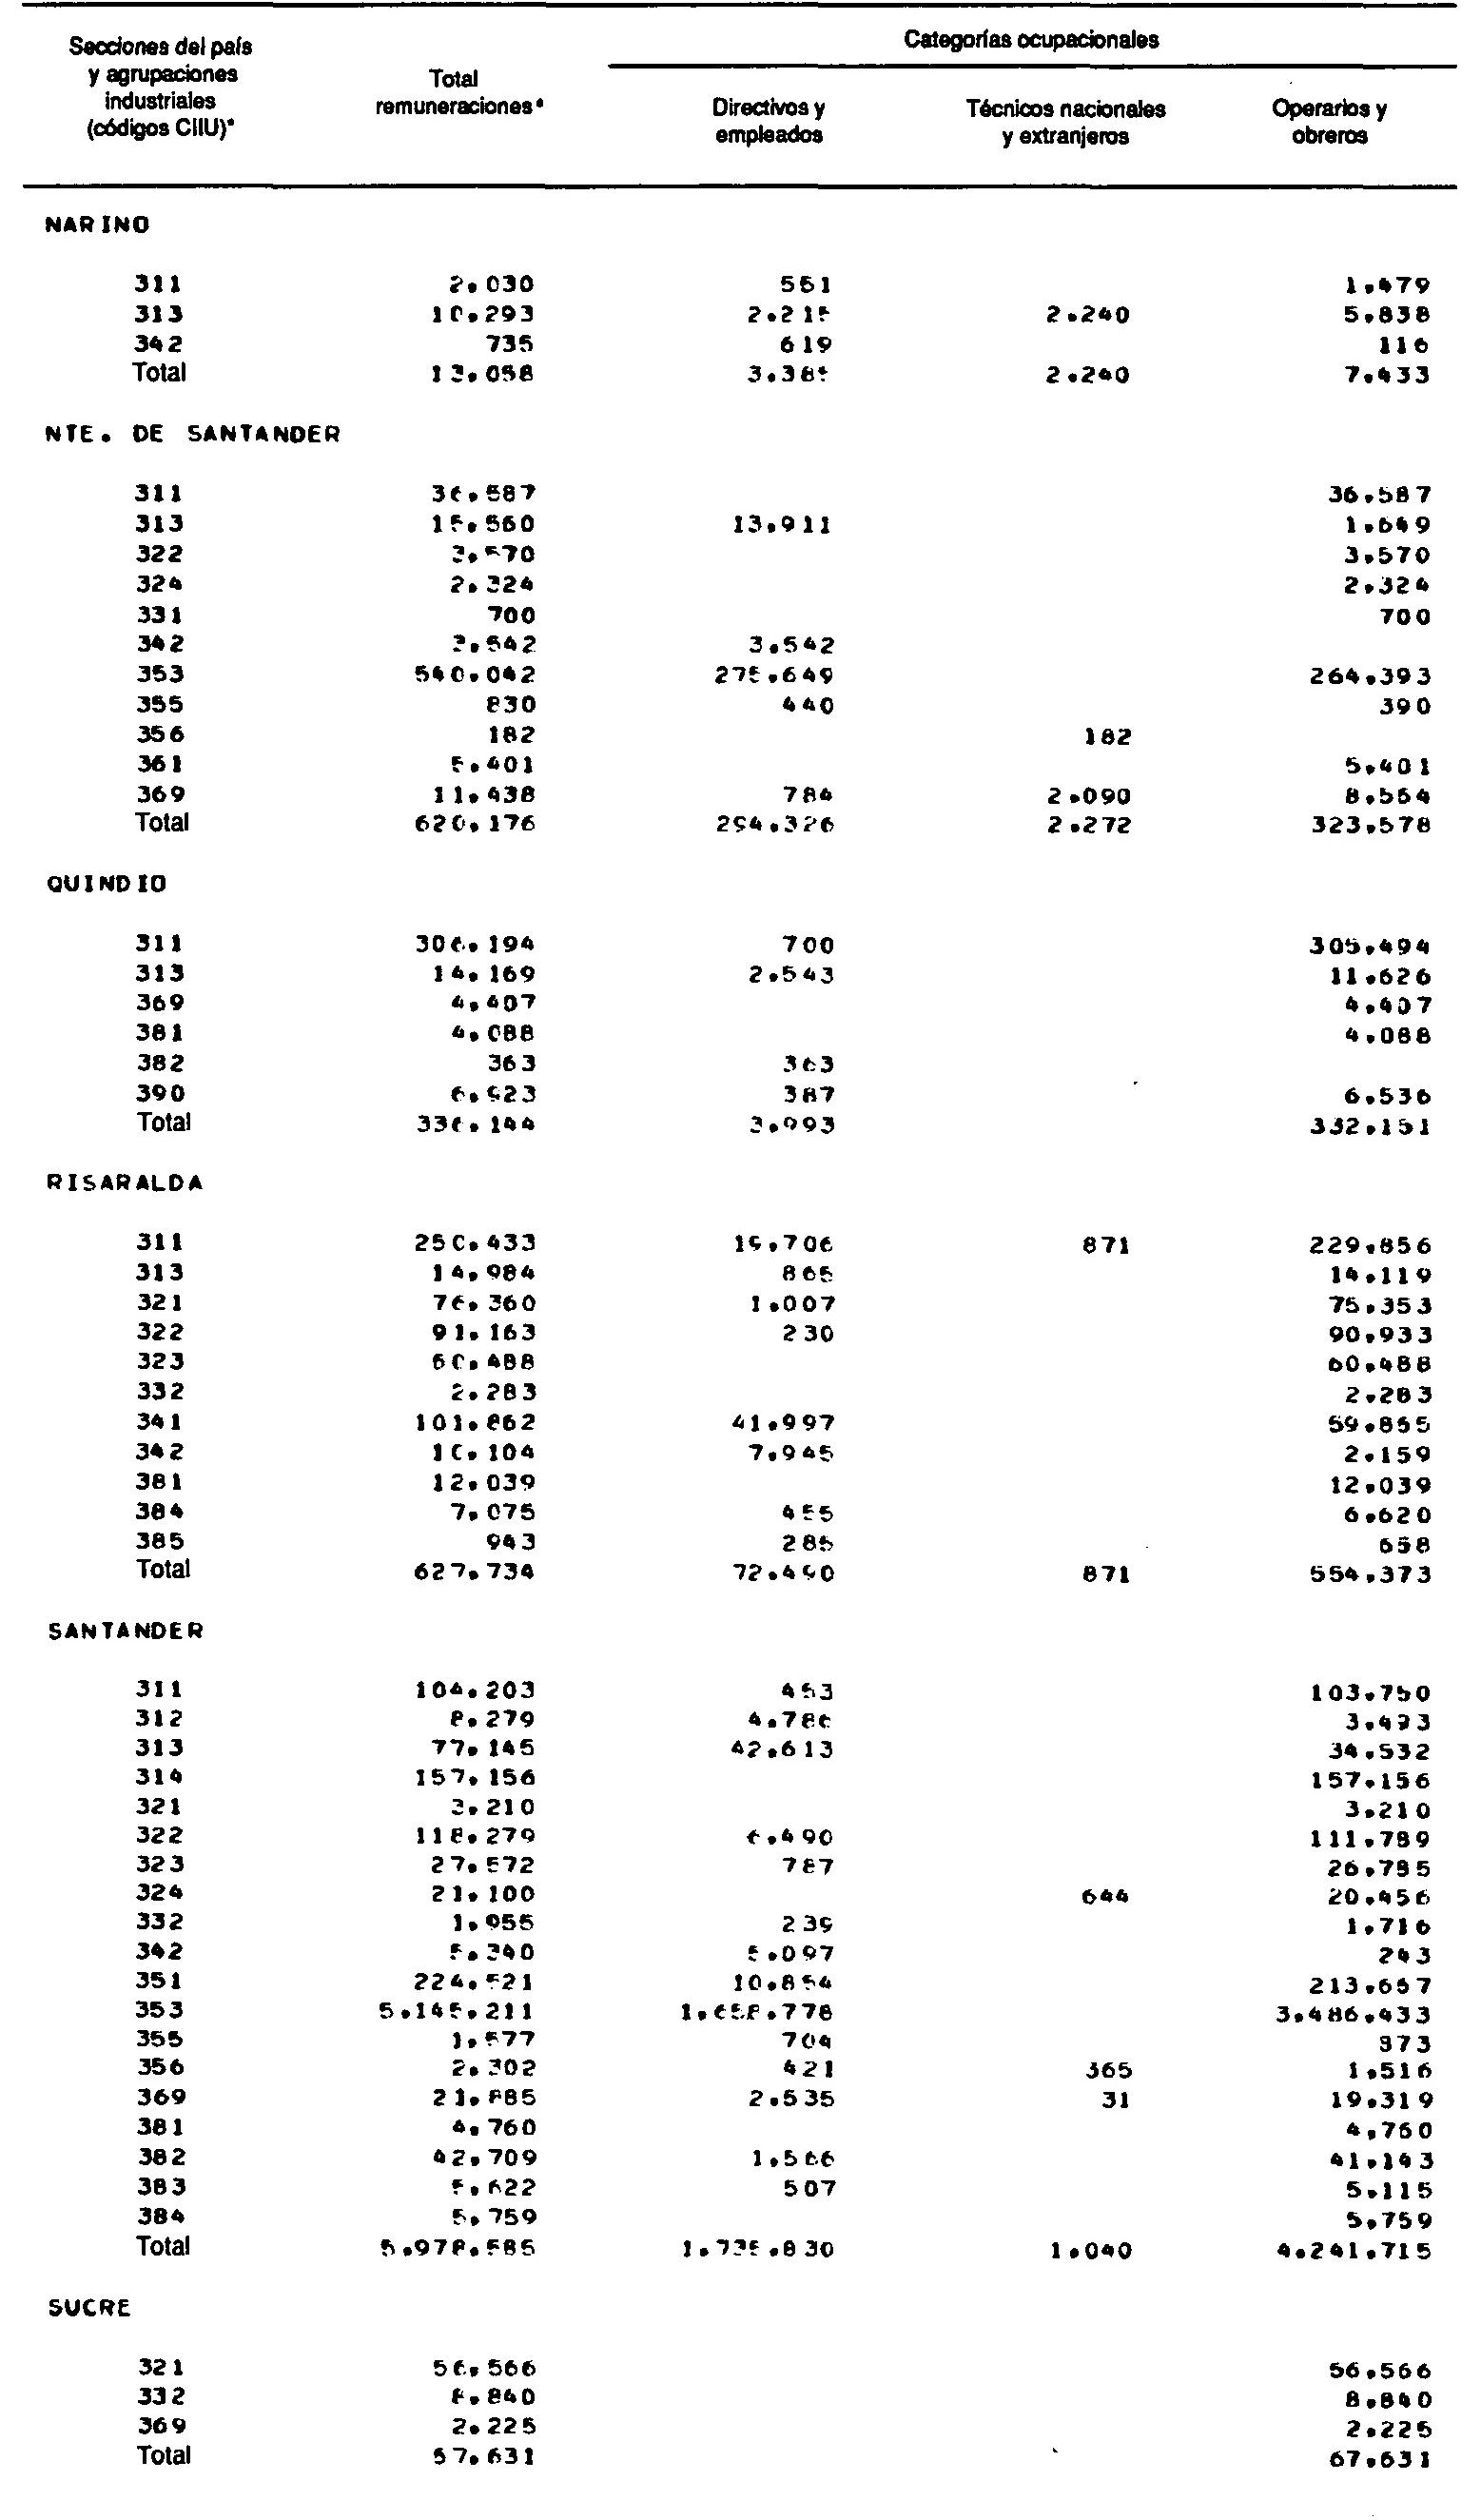 Secciones del país y agrupaciones industriales (códigos CIIU)* Total remuneraciones* Categorías ocupacionales
Directivos y empleados Técnicos nacionales y extranjeros Operarios y obreros
NARINO
311 2.030 551 1.479
313 10.293 2.215 2.240 5.838
342 735 619 116
Total 13.058 3.385 2.240 7.433
NTE. DE SANTANDER
311 36.587 36.587
313 15.560 13.911 1.649
322 3.570 3.570
324 2.324 2.324
331 700 700
342 3.542 3.542
353 540.042 275.649 264.393
355 830 440 390
356 182 182
361 5.401 5.401
369 11.438 784 2.090 8.564
Total 620.176 294.326 2.272 323.578
QUINDIO
311 306.194 700 305.494
313 14.169 2.543 11.626
369 4.407 4.407
381 4.088 4.088
382 363 363
390 6.923 387 6.536
Total 336.144 3.993 332.151
RISARALDA
311 250.433 19.706 871 229.856
313 14.984 865 14.119
321 76.360 1.007 75.353
322 91.163 230 90.933
323 60.488 60.488
332 2.283 2.283
341 101.862 41.997 59.865
342 10.104 7.945 2.159
381 12.039 12.039
384 7.075 455 6.620
385 943 285 658
Total 627.734 72.490 871 554.373
SANTANDER
311 104.203 453 103.750
312 8.279 4.786 3.493
313 77.145 42.613 34.532
314 157.156 157.156
321 3.210 3.210
322 118.279 6.490 111.789
323 27.572 787 26.785
324 21.100 644 20.456
332 1.955 239 1.716
342 5.340 5.097 243
351 224.521 10.854 213.667
353 5.145.211 1.658.778 3.486.433
355 1.577 704 873
356 2.302 421 365 1.516
369 21.885 2.535 31 19.319
381 4.760 4.760
382 42.709 1.566 41.143
383 5.622 507 5.115
384 5.759 5.759
Total 5.978.585 1.735.830 1.040 4.241.715
SUCRE
321 56.566 56.566
332 8.840 8.840
369 2.225 2.225
Total 67.631 67.631